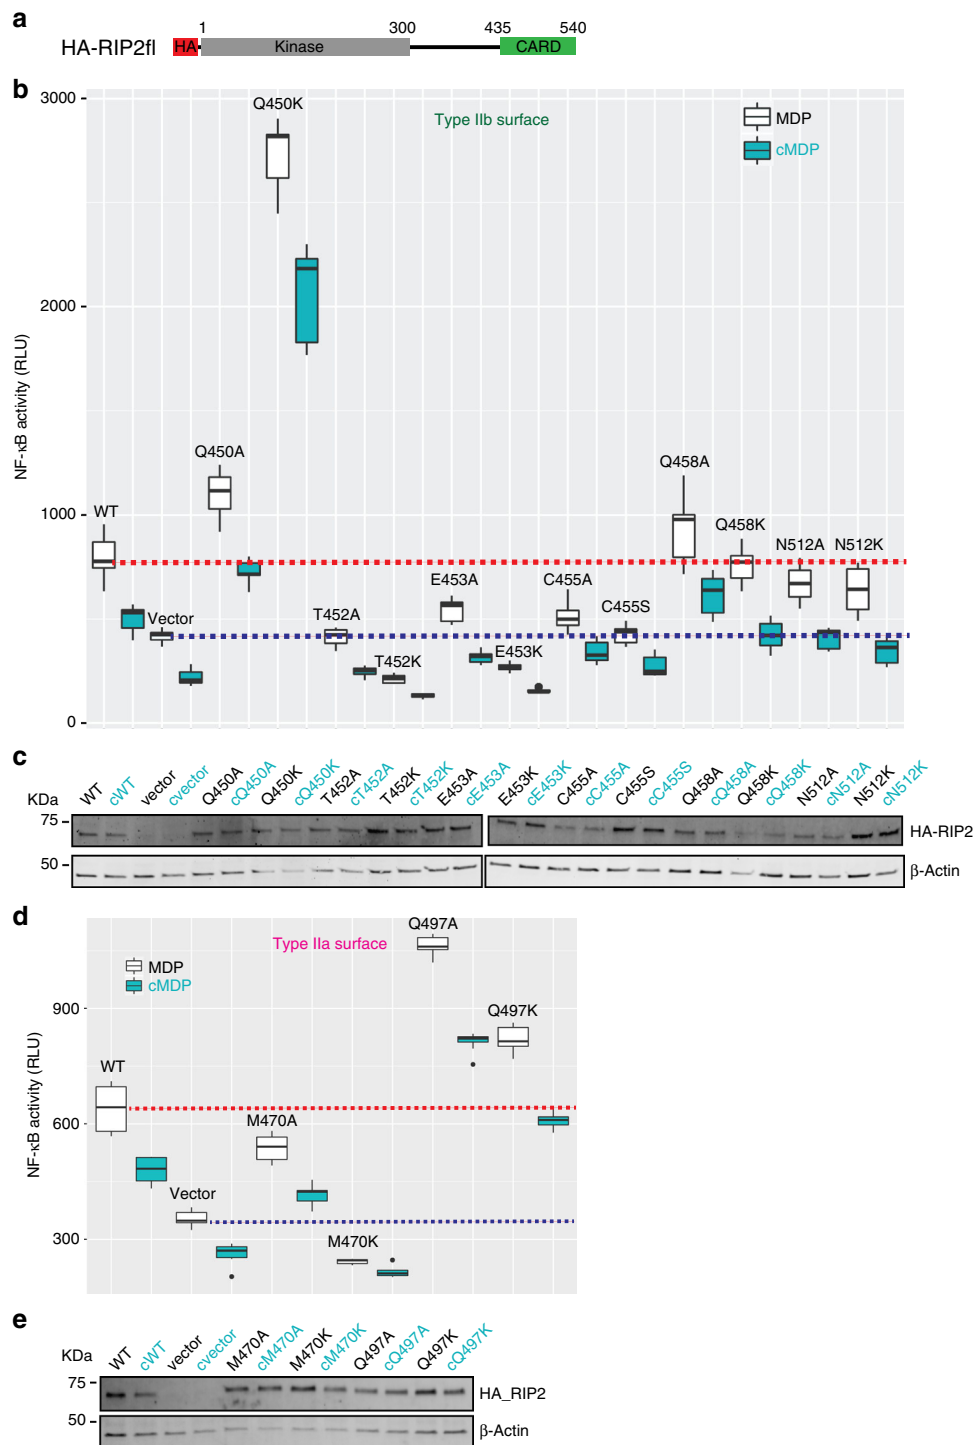 a
1 300 435 540
HA-RIP2fl HA Kinase CARD
b
NF-κB activity (RLU)
3000
2000
1000
0
Type IIb surface
MDP
cMDP
Q450K
Q450A
WT
Vector
T452A
T452K
E453A
E453K
C455A
C455S
Q458A
Q458K
N512A
N512K
c
WT cWT vector cvector Q450A cQ450A Q450K cQ450K T452A cT452A T452K cT452K E453A cE453A E453K cE453K C455A cC455A C455S cC455S Q458A cQ458A Q458K cQ458K N512A cN512A N512K cN512K
KDa
75
HA-RIP2
50
β-Actin
d
NF-κB activity (RLU)
900
600
300
Type IIa surface
MDP
cMDP
WT
Vector
M470A
M470K
Q497A
Q497K
e
WT cWT vector cvector M470A cM470A M470K cM470K Q497A cQ497A Q497K cQ497K
KDa
75
HA_RIP2
50
β-Actin